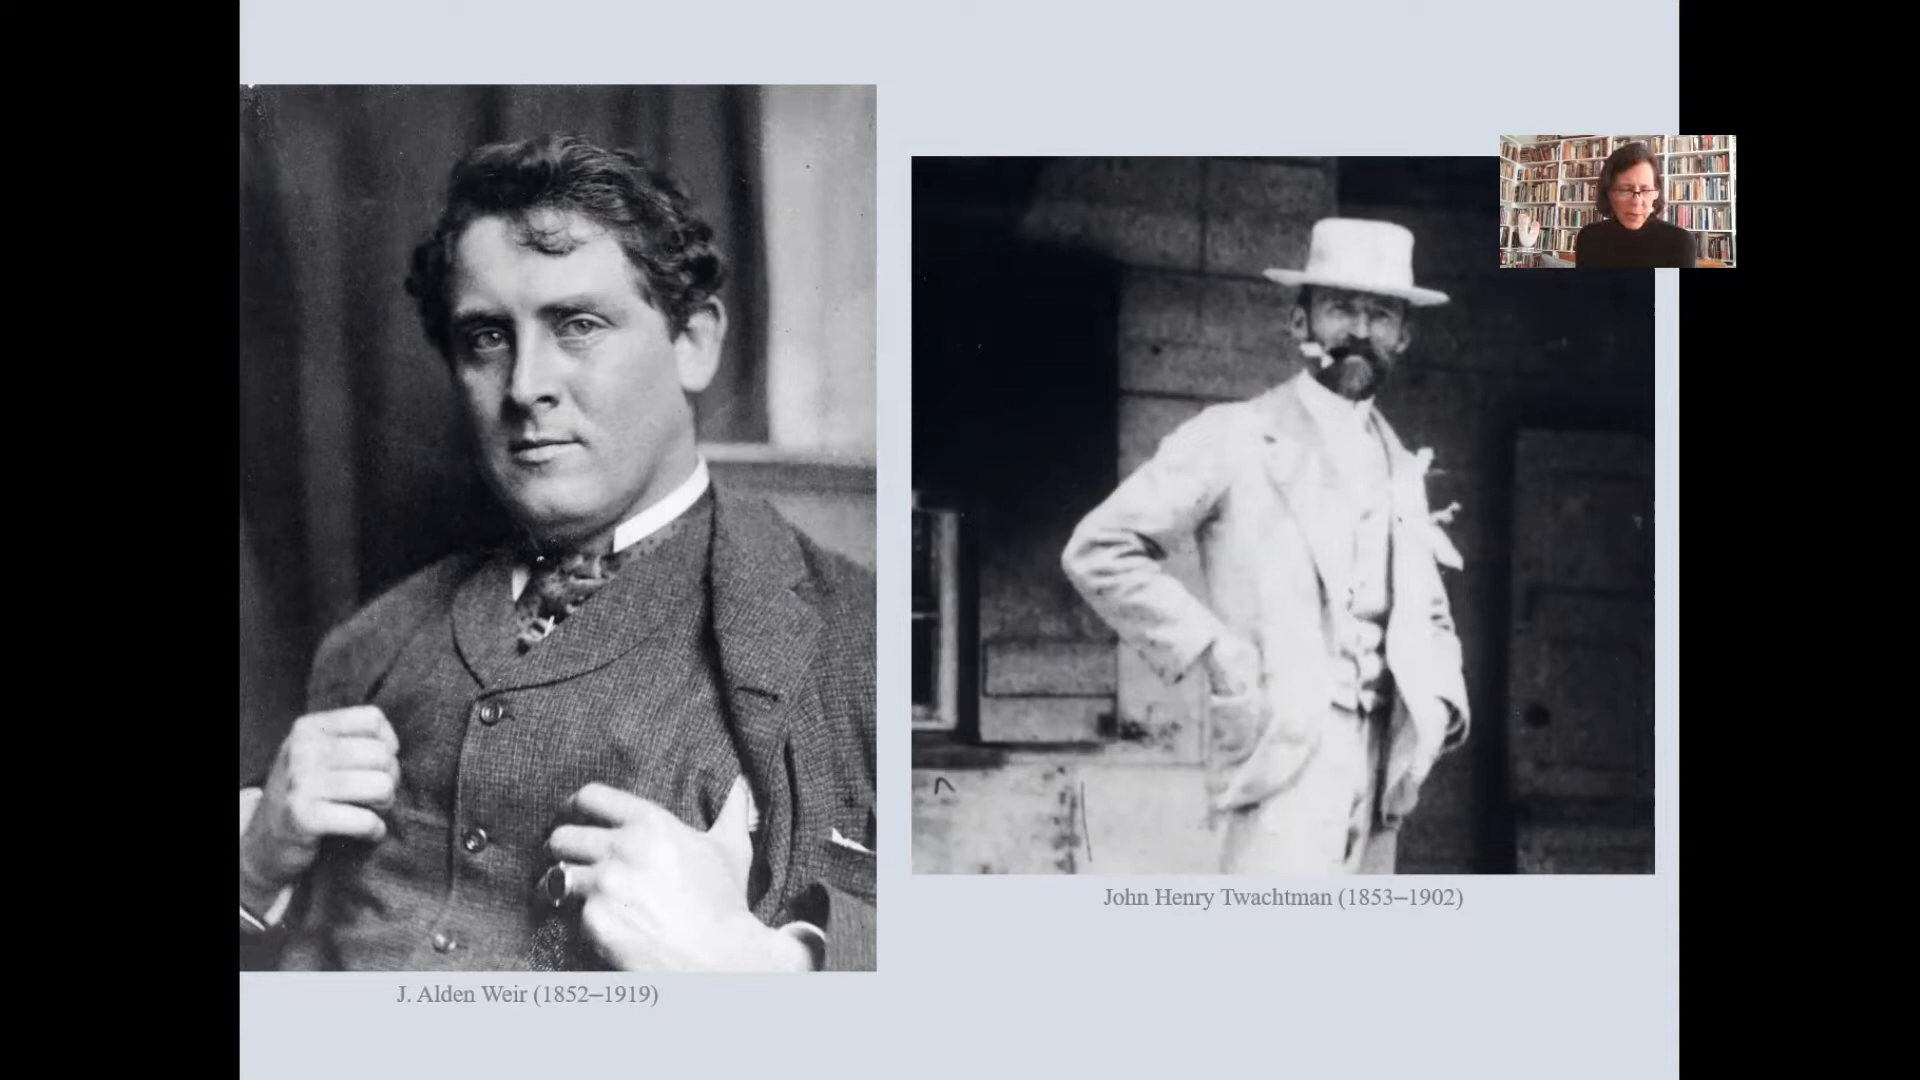 J. Alden Weir (1852–1919)
John Henry Twachtman (1853–1902)